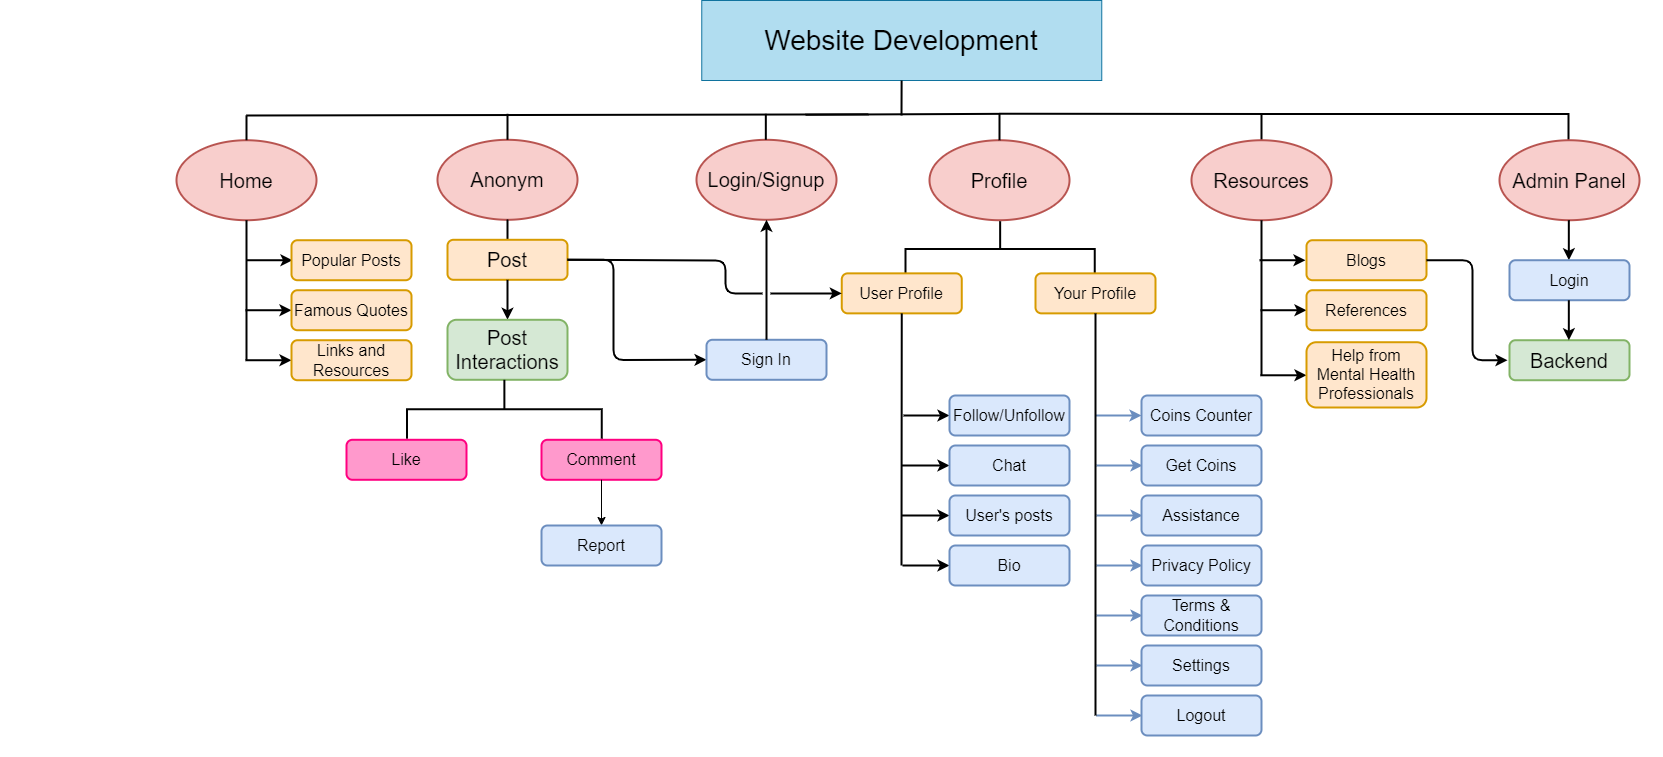 Website Development
Home
Anonym
Login/Signup
Profile
Resources
Admin Panel
Popular Posts
Famous Quotes
Links and
Resources
Post
Post
Interactions
Like
Comment
Report
Sign In
User Profile
Your Profile
Follow/Unfollow
Chat
User's posts
Bio
Coins Counter
Get Coins
Assistance
Privacy Policy
Terms &
Conditions
Settings
Logout
Blogs
References
Help from
Mental Health
Professionals
Login
Backend